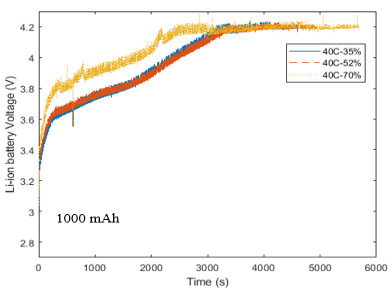 4.2
4
3.8
3.6
3.4
3.2
3
2.8
Li-ion battery Voltage (V)
40C-35%
40C-52%
40C-70%
1000 mAh
0 1000 2000 3000 4000 5000 6000
Time (s)